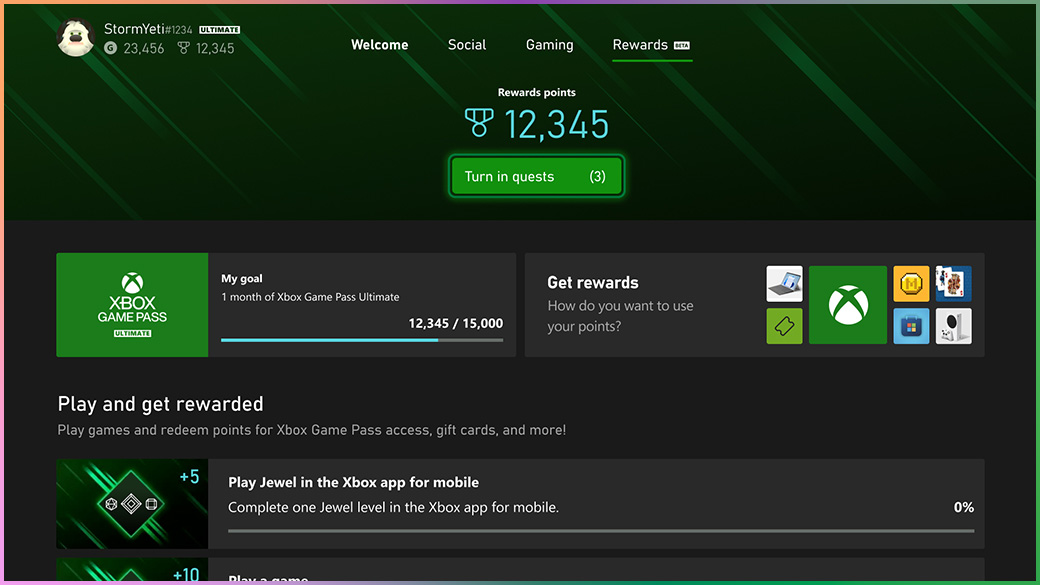 StormYeti#1234 ULTIMATE
23,456 12,345
Welcome Social Gaming Rewards BETA
Rewards points
12,345
Turn in quests (3)
XBOX
GAME PASS
ULTIMATE
My goal
1 month of Xbox Game Pass Ultimate
12,345 / 15,000
Get rewards
How do you want to use
your points?
Play and get rewarded
Play games and redeem points for Xbox Game Pass access, gift cards, and more!
+5
Play Jewel in the Xbox app for mobile
Complete one Jewel level in the Xbox app for mobile.
0%
+10
Play a game